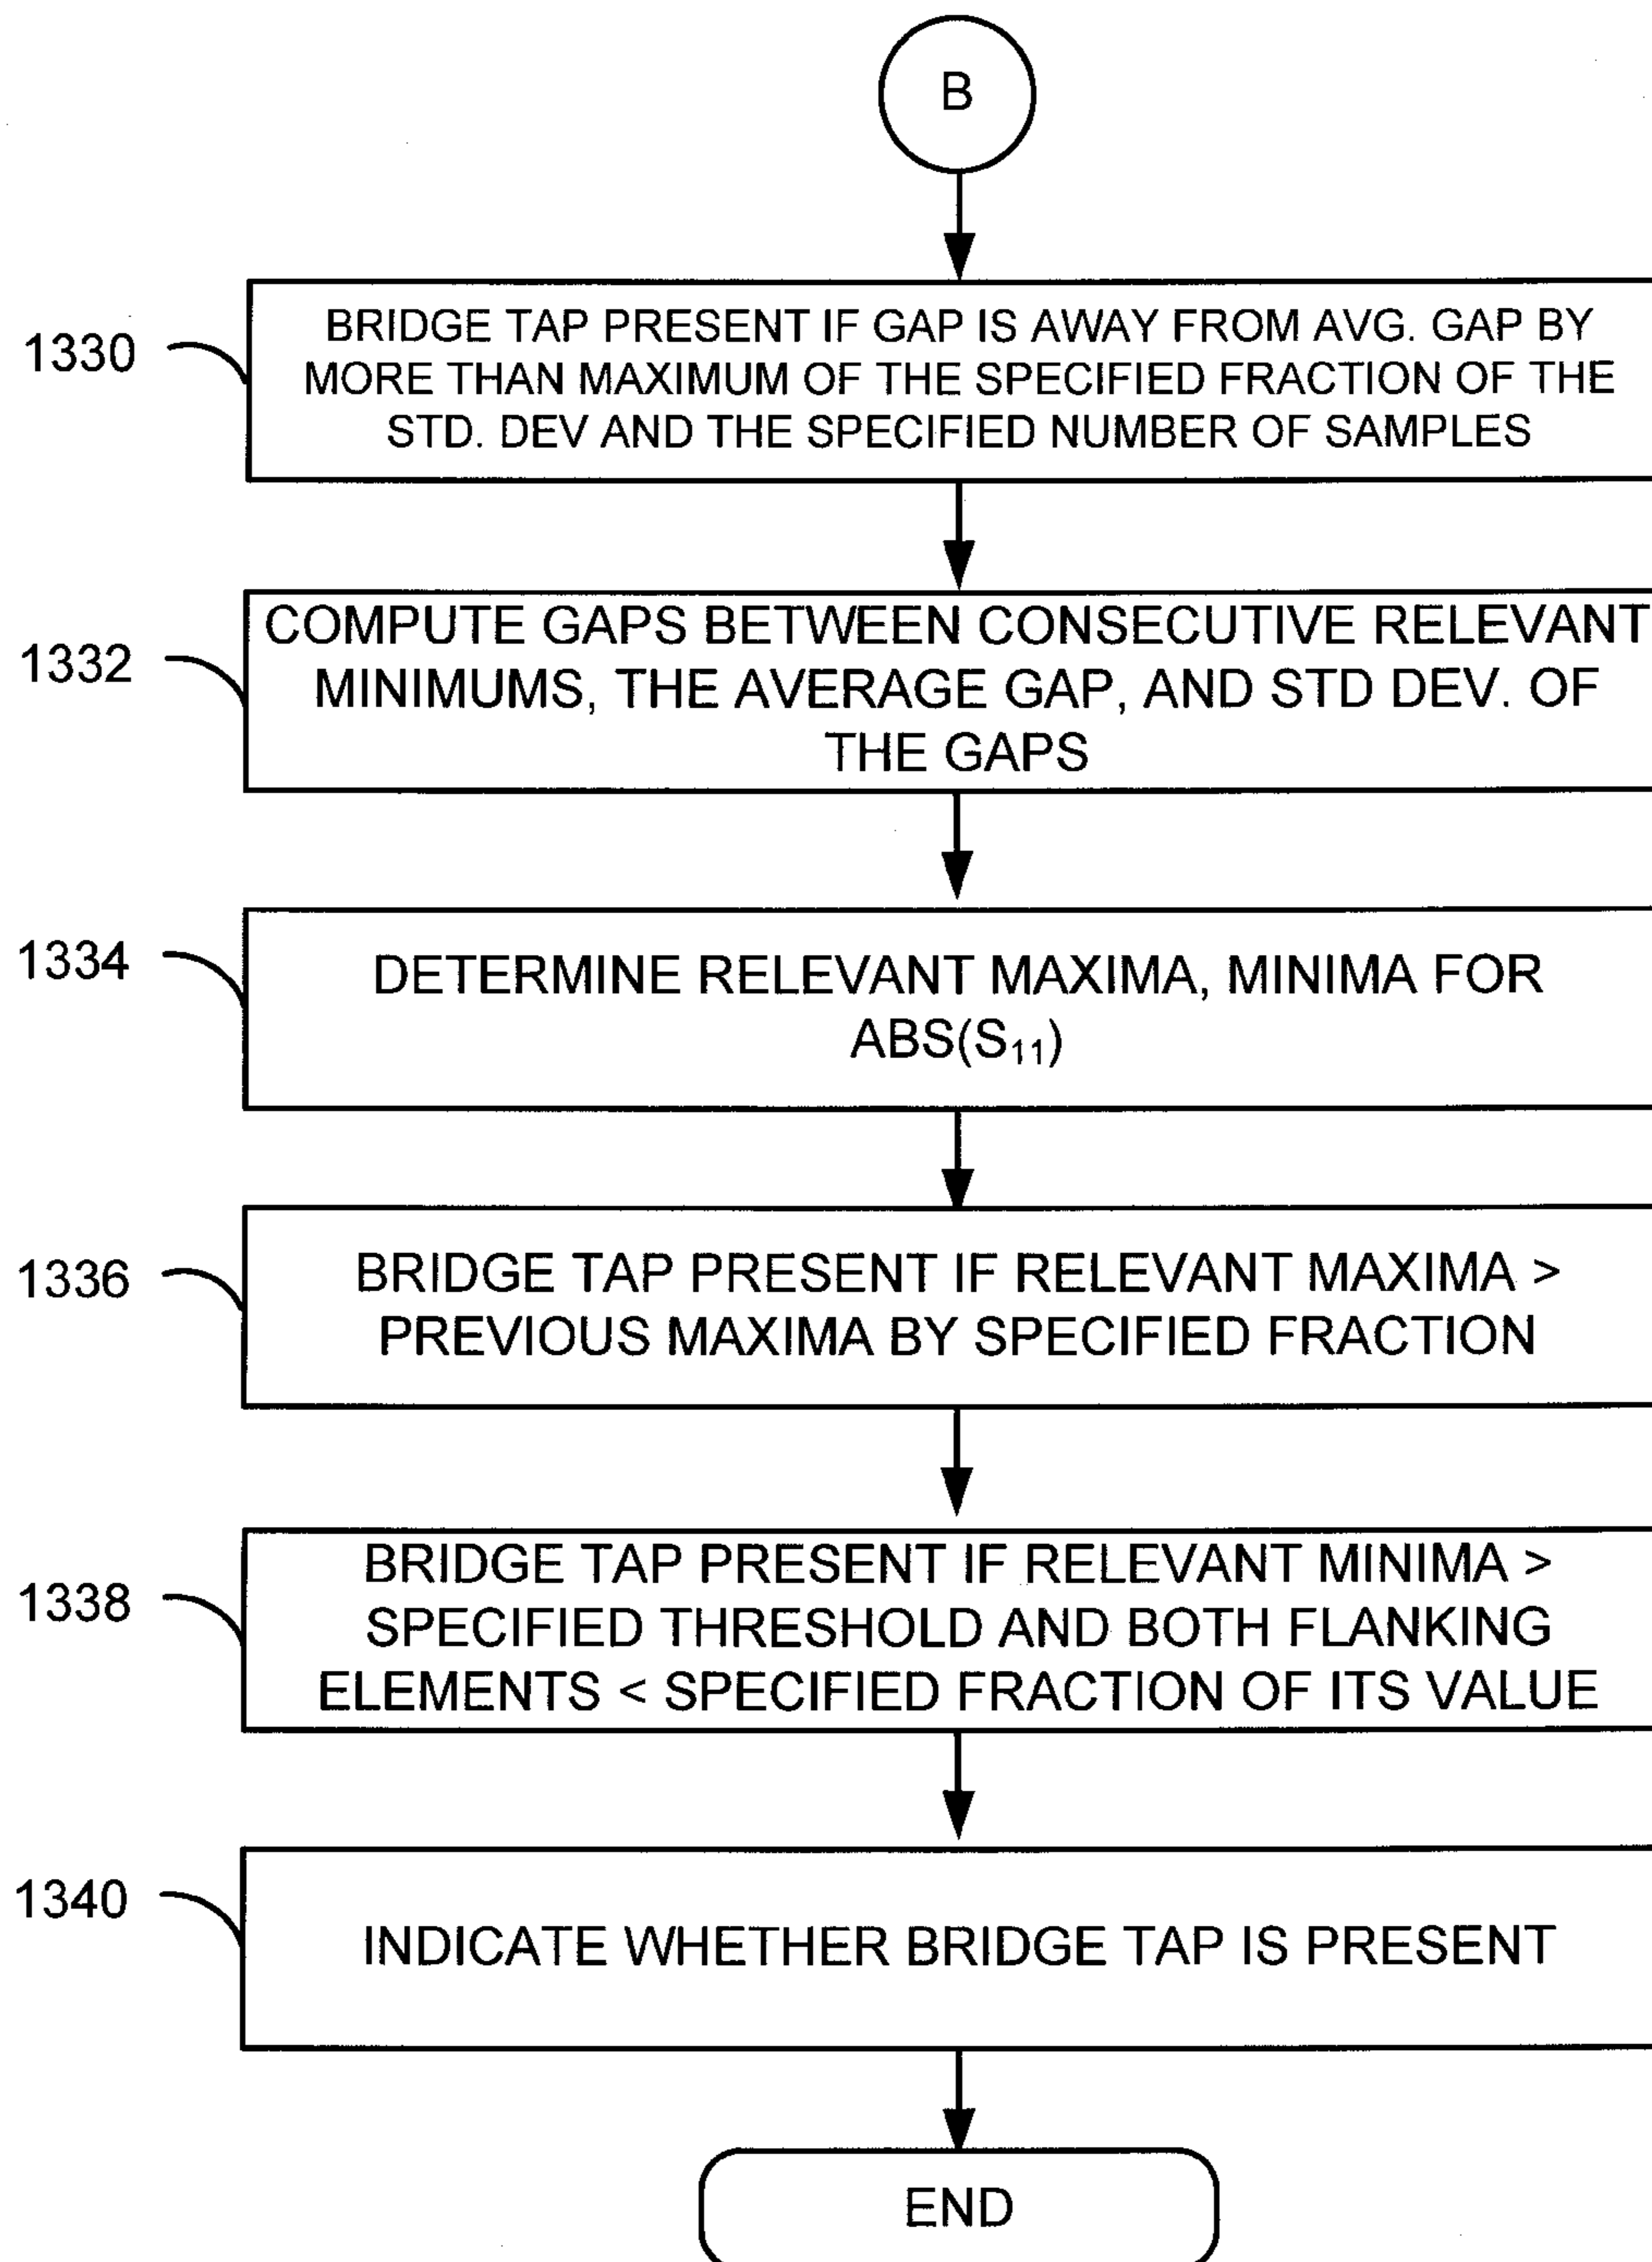 B
1330
BRIDGE TAP PRESENT IF GAP IS AWAY FROM AVG. GAP BY
MORE THAN MAXIMUM OF THE SPECIFIED FRACTION OF THE
STD. DEV AND THE SPECIFIED NUMBER OF SAMPLES
1332
COMPUTE GAPS BETWEEN CONSECUTIVE RELEVANT
MINIMUMS, THE AVERAGE GAP, AND STD DEV. OF
THE GAPS
1334
DETERMINE RELEVANT MAXIMA, MINIMA FOR
ABS(S₁₁)
1336
BRIDGE TAP PRESENT IF RELEVANT MAXIMA >
PREVIOUS MAXIMA BY SPECIFIED FRACTION
1338
BRIDGE TAP PRESENT IF RELEVANT MINIMA >
SPECIFIED THRESHOLD AND BOTH FLANKING
ELEMENTS < SPECIFIED FRACTION OF ITS VALUE
1340
INDICATE WHETHER BRIDGE TAP IS PRESENT
END